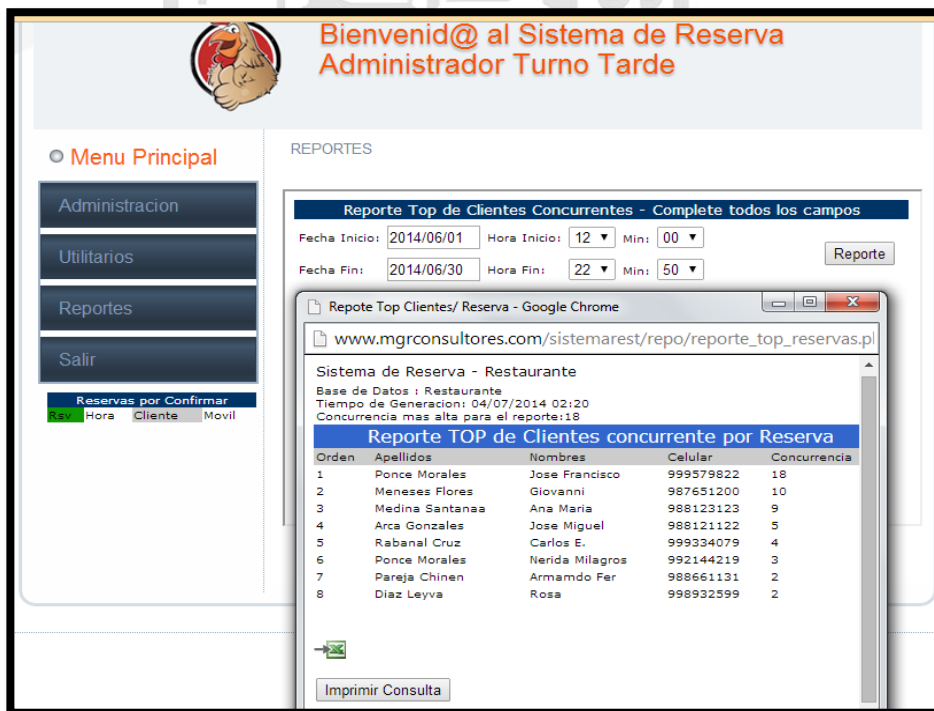 Bienvenid@ al Sistema de Reserva
Administrador Turno Tarde
Menu Principal
Administracion
Utilitarios
Reportes
Salir
Reservas por Confirmar
Rsv Hora Cliente Movil
REPORTES
Reporte Top de Clientes Concurrentes - Complete todos los campos
Fecha Inicio: 2014/06/01 Hora Inicio: 12 Min: 00
Fecha Fin: 2014/06/30 Hora Fin: 22 Min: 50
Reporte
Repote Top Clientes/ Reserva - Google Chrome
www.mgrconsultores.com/sistemarest/repo/reporte_top_reservas.pl
Sistema de Reserva - Restaurante
Base de Datos : Restaurante
Tiempo de Generacion: 04/07/2014 02:20
Concurrencia mas alta para el reporte:18
Reporte TOP de Clientes concurrente por Reserva
Orden Apellidos Nombres Celular Concurrencia
1 Ponce Morales Jose Francisco 999579822 18
2 Meneses Flores Giovanni 987651200 10
3 Medina Santanaa Ana Maria 988123123 9
4 Arca Gonzales Jose Miguel 988121122 5
5 Rabanal Cruz Carlos E. 999334079 4
6 Ponce Morales Nerida Milagros 992144219 3
7 Pareja Chinen Armamdo Fer 988661131 2
8 Diaz Leyva Rosa 998932599 2
Imprimir Consulta